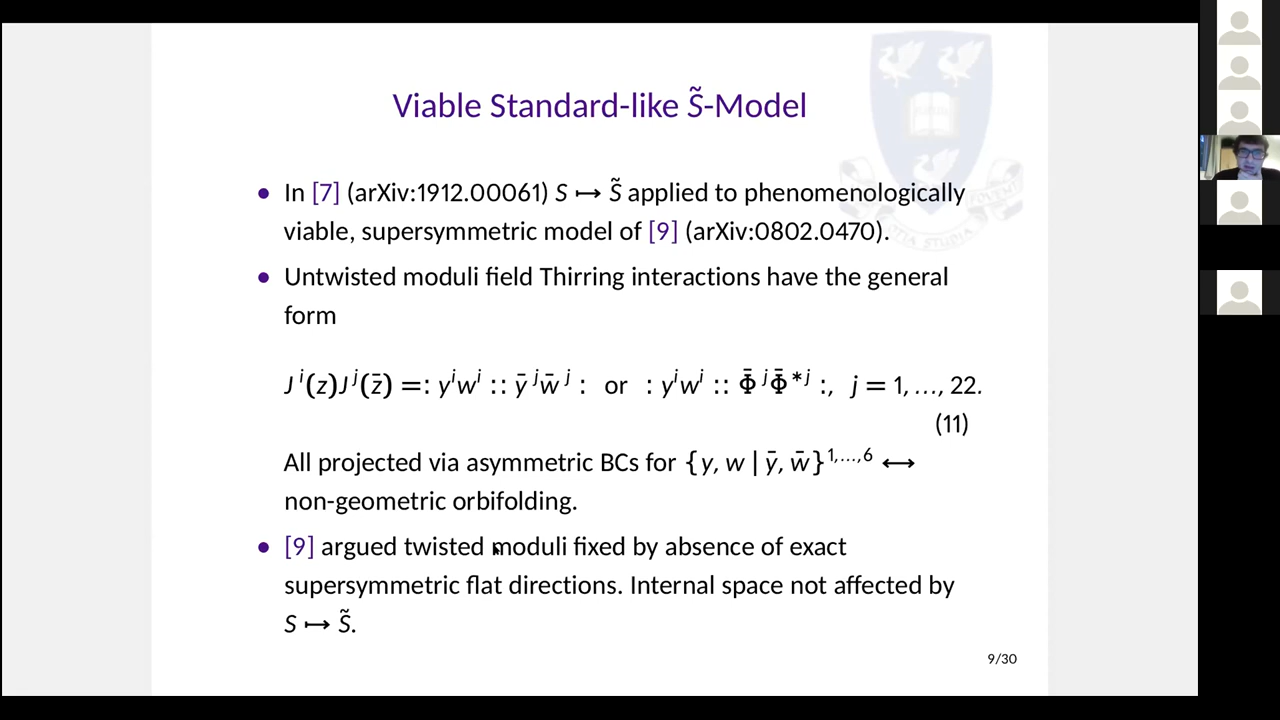 Viable Standard-like S̃-Model
• In [7] (arXiv:1912.00061) S ↦ S̃ applied to phenomenologically
viable, supersymmetric model of [9] (arXiv:0802.0470).
• Untwisted moduli field Thirring interactions have the general
form
J^i(z)J^j(z̄) =: y^i w^i :: ȳ^j w̄^j : or : y^i w^i :: Φ̄^j Φ̄^{*j} :, j = 1, …, 22.
(11)
All projected via asymmetric BCs for {y, w | ȳ, w̄}^{1,…,6} ⟷
non-geometric orbifolding.
• [9] argued twisted moduli fixed by absence of exact
supersymmetric flat directions. Internal space not affected by
S ↦ S̃.
9/30